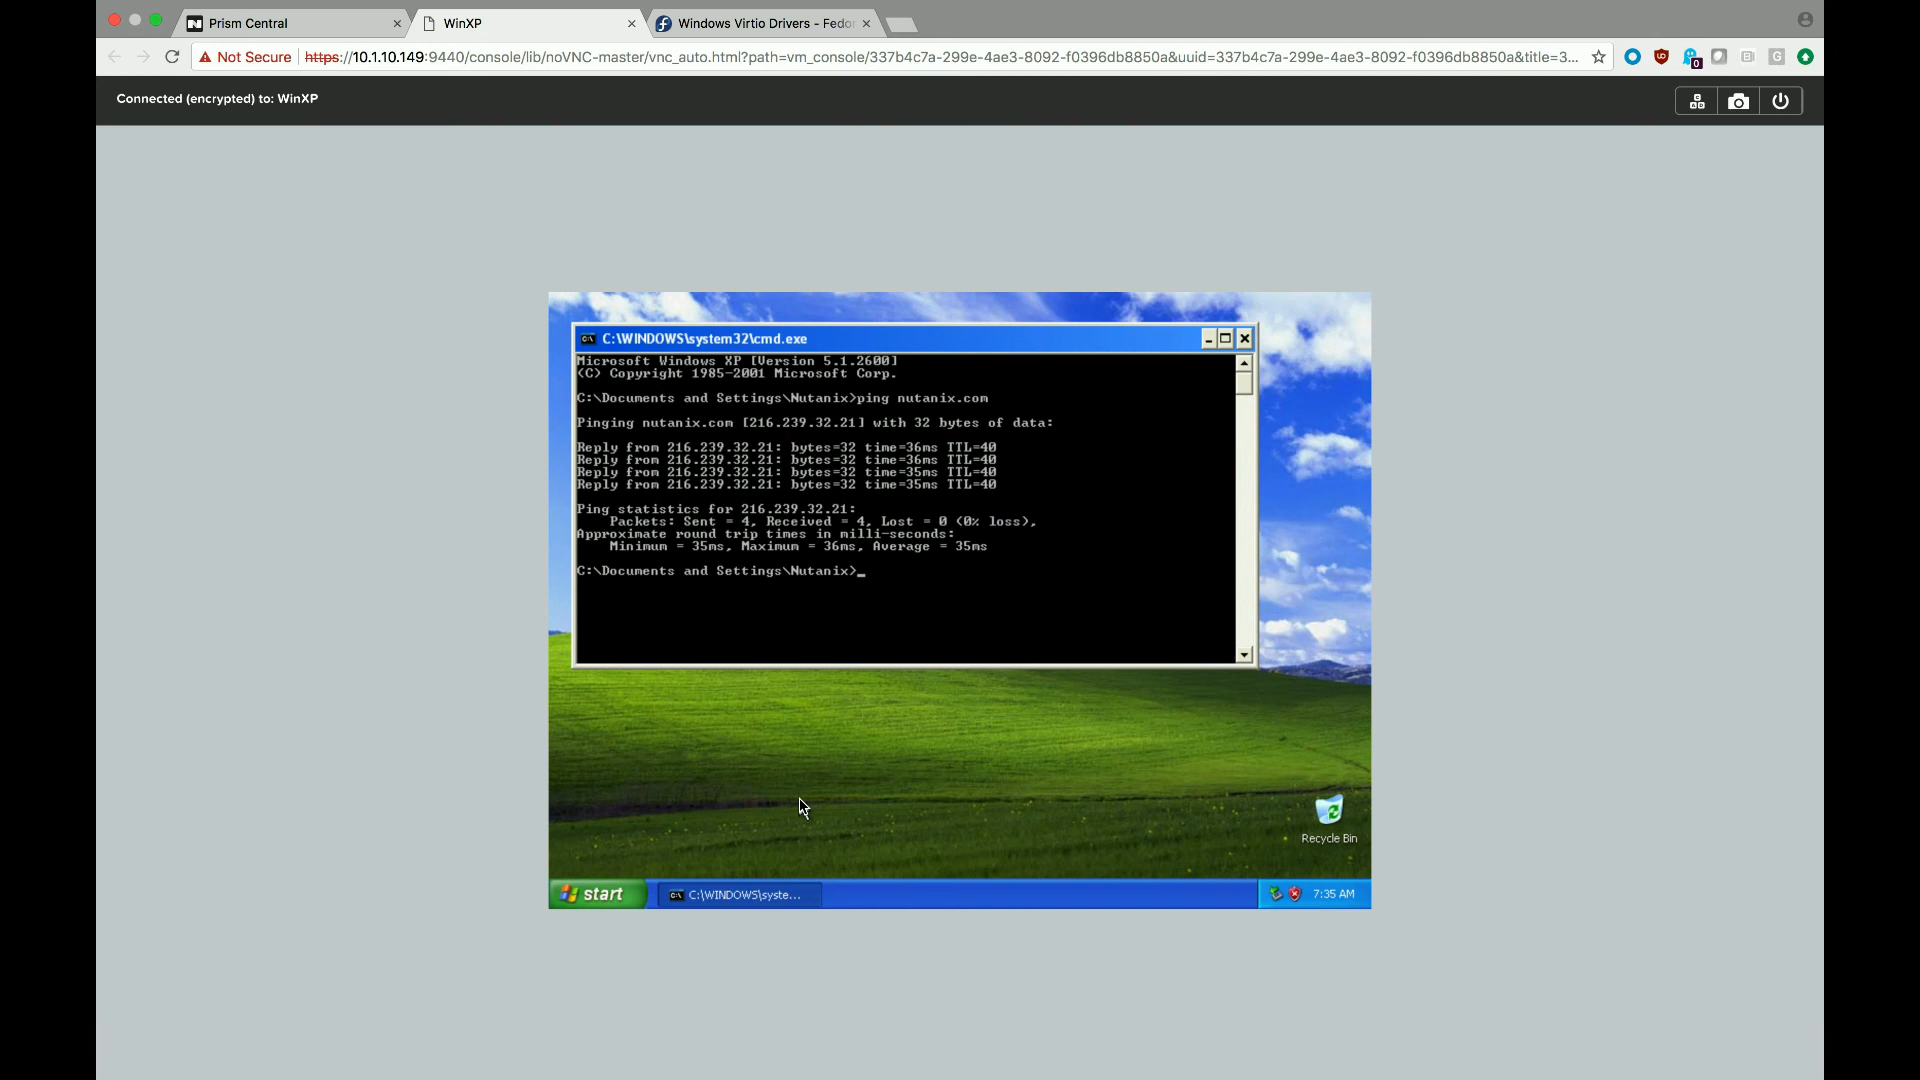 Prism Central
WinXP
Windows Virtio Drivers - Fedo
Not Secure
https://10.1.10.149:9440/console/lib/noVNC-master/vnc_auto.html?path=vm_console/337b4c7a-299e-4ae3-8092-f0396db8850a&uuid=337b4c7a-299e-4ae3-8092-f0396db8850a&title=3...
0
Connected (encrypted) to: WinXP
C:\WINDOWS\system32\cmd.exe
Microsoft Windows XP [Version 5.1.2600]
(C) Copyright 1985-2001 Microsoft Corp.
C:\Documents and Settings\Nutanix>ping nutanix.com
Pinging nutanix.com [216.239.32.21] with 32 bytes of data:
Reply from 216.239.32.21: bytes=32 time=36ms TTL=40
Reply from 216.239.32.21: bytes=32 time=36ms TTL=40
Reply from 216.239.32.21: bytes=32 time=35ms TTL=40
Reply from 216.239.32.21: bytes=32 time=35ms TTL=40
Ping statistics for 216.239.32.21:
Packets: Sent = 4, Received = 4, Lost = 0 (0% loss),
Approximate round trip times in milli-seconds:
Minimum = 35ms, Maximum = 36ms, Average = 35ms
C:\Documents and Settings\Nutanix>_
Recycle Bin
start
C:\WINDOWS\syste...
7:35 AM